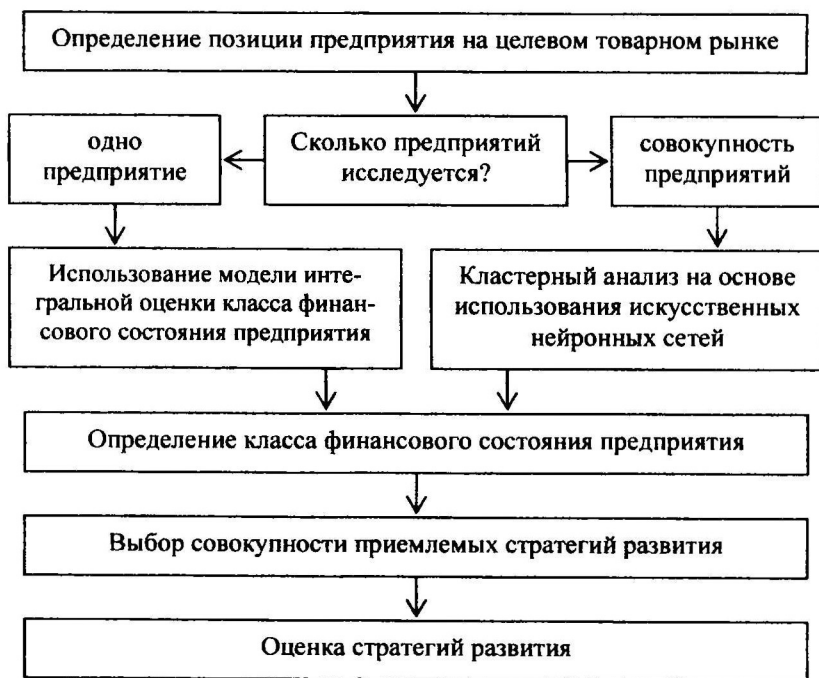 Определение позиции предприятия на целевом товарном рынке
одно
предприятие
Сколько предприятий
исследуется?
совокупность
предприятий
Использование модели инте-
гральной оценки класса финан-
сового состояния предприятия
Кластерный анализ на основе
использования искусственных
нейронных сетей
Определение класса финансового состояния предприятия
Выбор совокупности приемлемых стратегий развития
Оценка стратегий развития